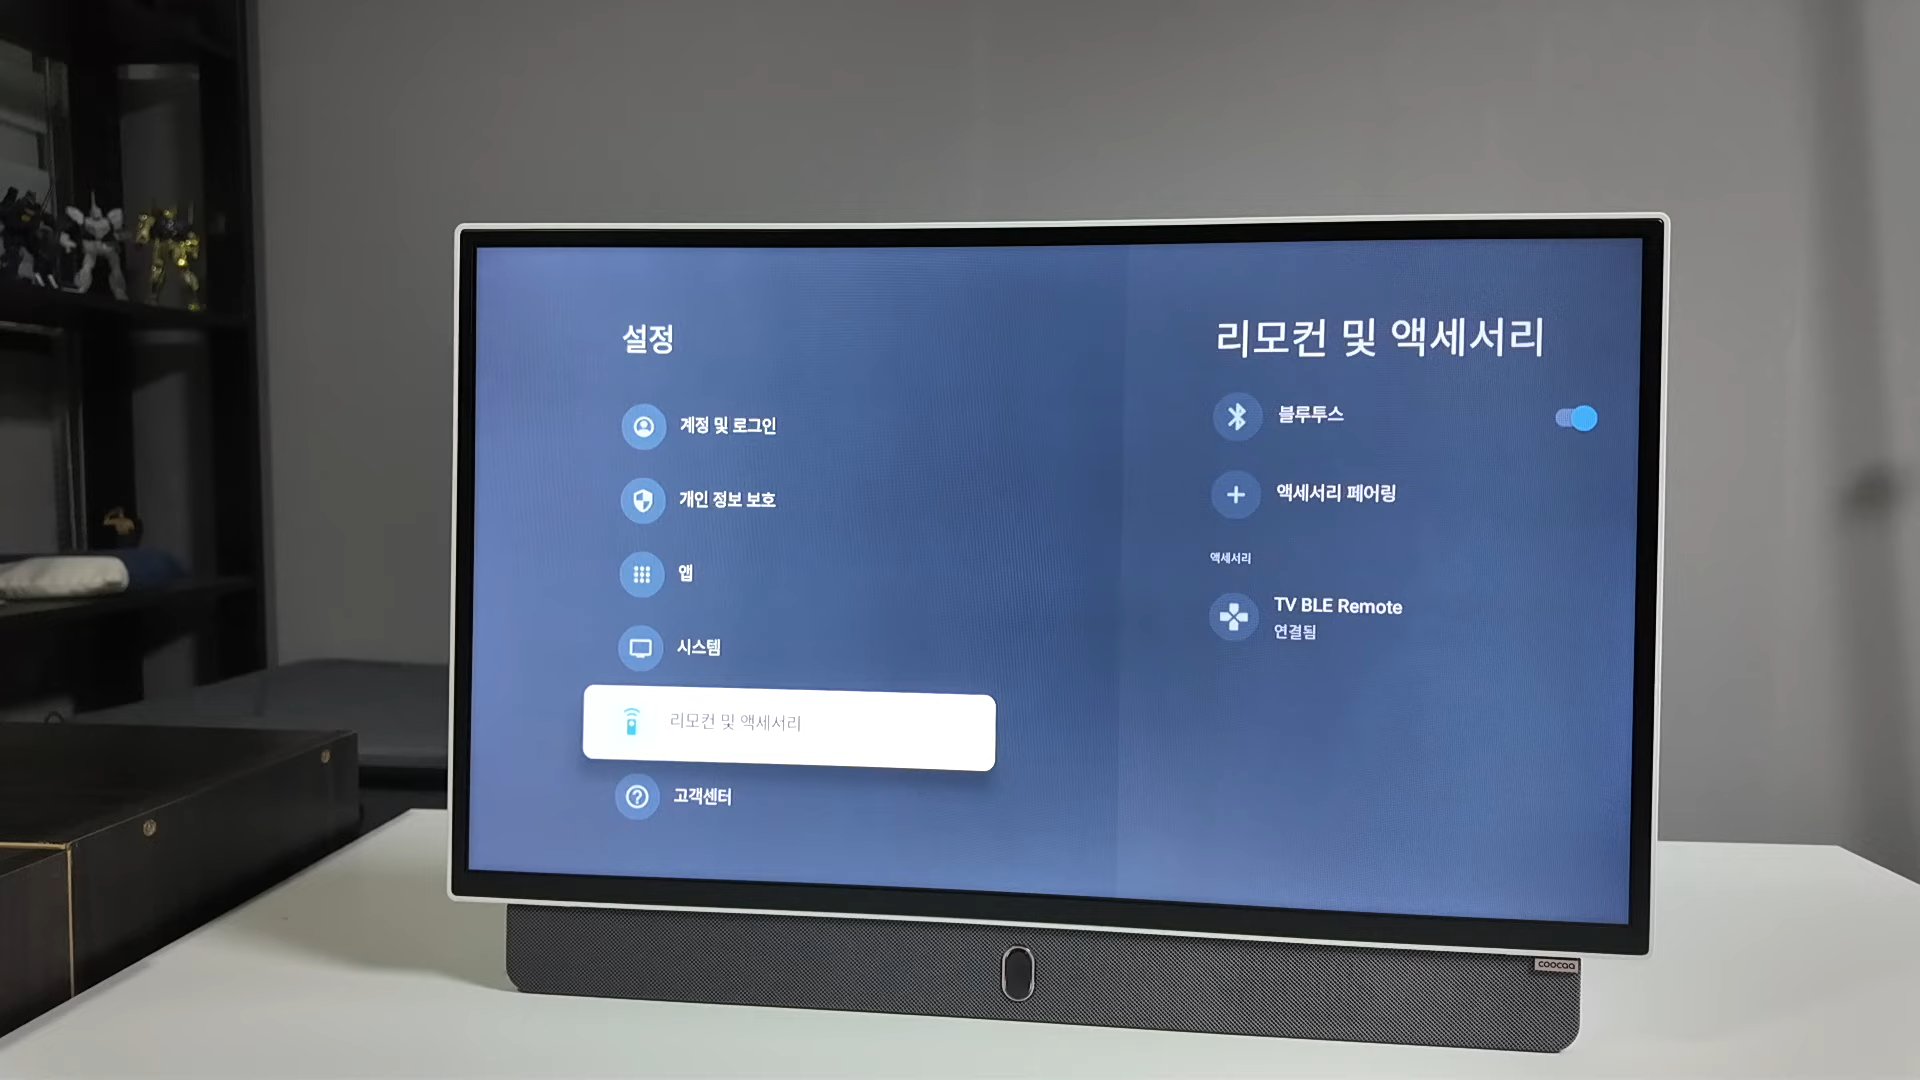 설정
계정 및 로그인
개인 정보 보호
앱
시스템
리모컨 및 액세서리
고객센터
리모컨 및 액세서리
블루투스
액세서리 페어링
액세서리
TV BLE Remote
연결됨
coocaa